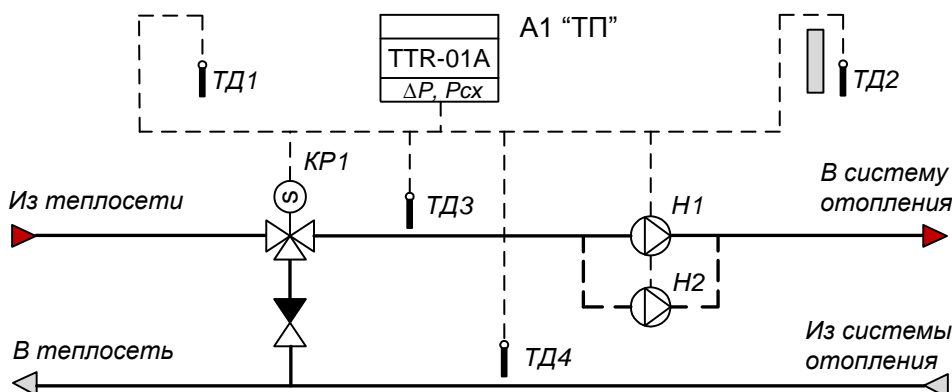 А1 “ТП”
TTR-01A
ΔP, Pсх
ТД1
ТД2
КР1
S
Из теплосети
ТД3
Н1
В систему
отопления
Н2
В теплосеть
ТД4
Из системы
отопления